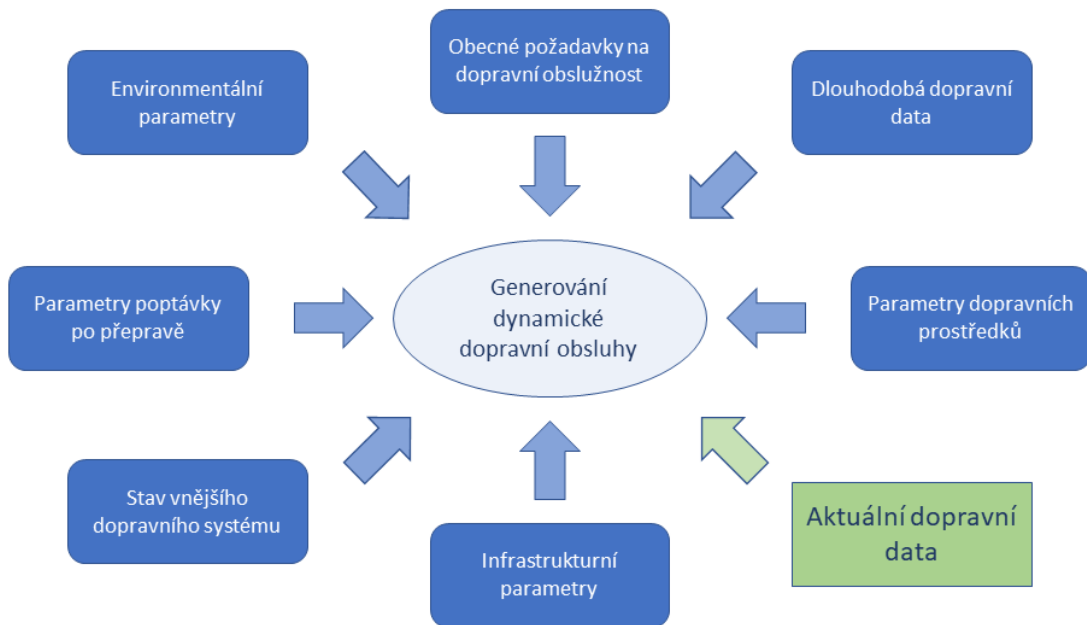 Obecné požadavky na
dopravní obslužnost
Environmentální
parametry
Dlouhodobá dopravní
data
Parametry poptávky
po přepravě
Generování
dynamické
dopravní obsluhy
Parametry dopravních
prostředků
Stav vnějšího
dopravního systému
Infrastrukturní
parametry
Aktuální dopravní
data